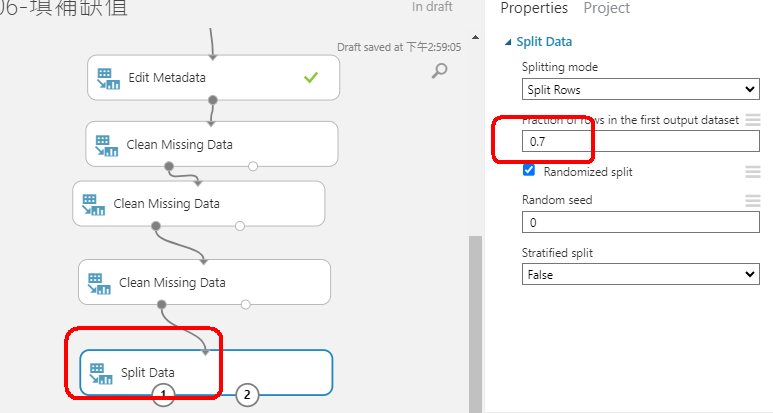 06-填補缺值
In draft
Draft saved at 下午2:59:05
Edit Metadata
Clean Missing Data
Clean Missing Data
Clean Missing Data
Split Data
1
2
Properties
Project
Split Data
Splitting mode
Split Rows
Fraction of rows in the first output dataset
0.7
Randomized split
Random seed
0
Stratified split
False